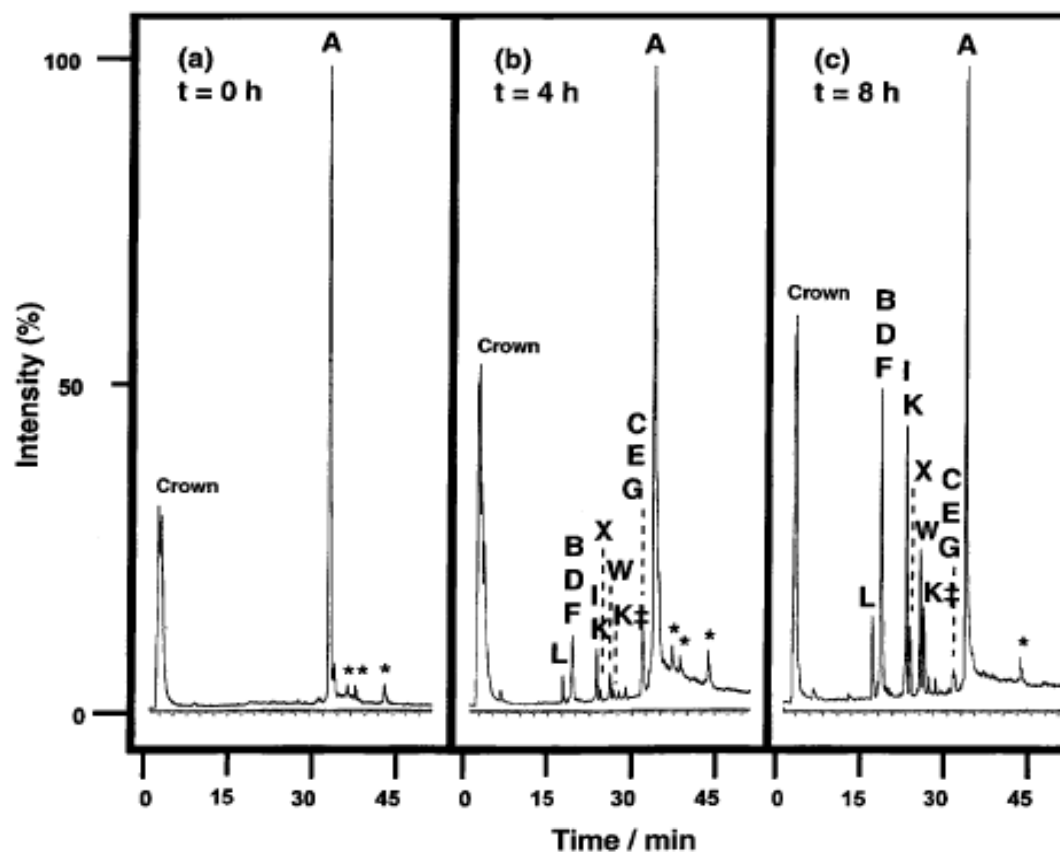 (a)
t = 0 h
A
Crown
* * *
(b)
t = 4 h
A
Crown
L
B
D
F
I
K
X
W
K‡
C
E
G
* * *
(c)
t = 8 h
A
Crown
L
B
D
F
I
K
X
W
K‡
C
E
G
*
100
50
0
Intensity (%)
0 15 30 45 0 15 30 45 0 15 30 45
Time / min